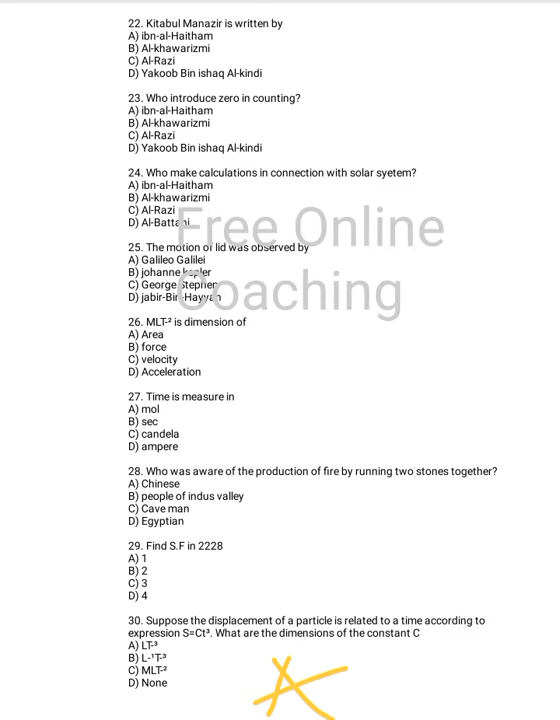 22. Kitabul Manazir is written by
A) ibn-al-Haitham
B) Al-khawarizmi
C) Al-Razi
D) Yakoob Bin ishaq Al-kindi
23. Who introduce zero in counting?
A) ibn-al-Haitham
B) Al-khawarizmi
C) Al-Razi
D) Yakoob Bin ishaq Al-kindi
24. Who make calculations in connection with solar syetem?
A) ibn-al-Haitham
B) Al-khawarizmi
C) Al-Razi
D) Al-Battani
Free Online
Coaching
25. The motion of lid was observed by
A) Galileo Galilei
B) johanne kepler
C) George Stephen
D) jabir-Bin-Hayyan
26. MLT-² is dimension of
A) Area
B) force
C) velocity
D) Acceleration
27. Time is measure in
A) mol
B) sec
C) candela
D) ampere
28. Who was aware of the production of fire by running two stones together?
A) Chinese
B) people of indus valley
C) Cave man
D) Egyptian
29. Find S.F in 2228
A) 1
B) 2
C) 3
D) 4
30. Suppose the displacement of a particle is related to a time according to
expression S=Ct³. What are the dimensions of the constant C
A) LT-³
B) L-¹T-³
C) MLT-²
D) None